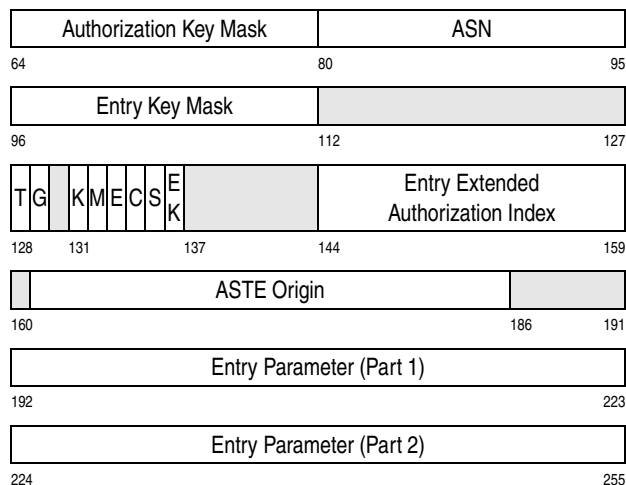 Authorization Key Mask ASN
64 80 95
Entry Key Mask
96 112 127
T G K M E C S E K Entry Extended Authorization Index
128 131 137 144 159
ASTE Origin
160 186 191
Entry Parameter (Part 1)
192 223
Entry Parameter (Part 2)
224 255